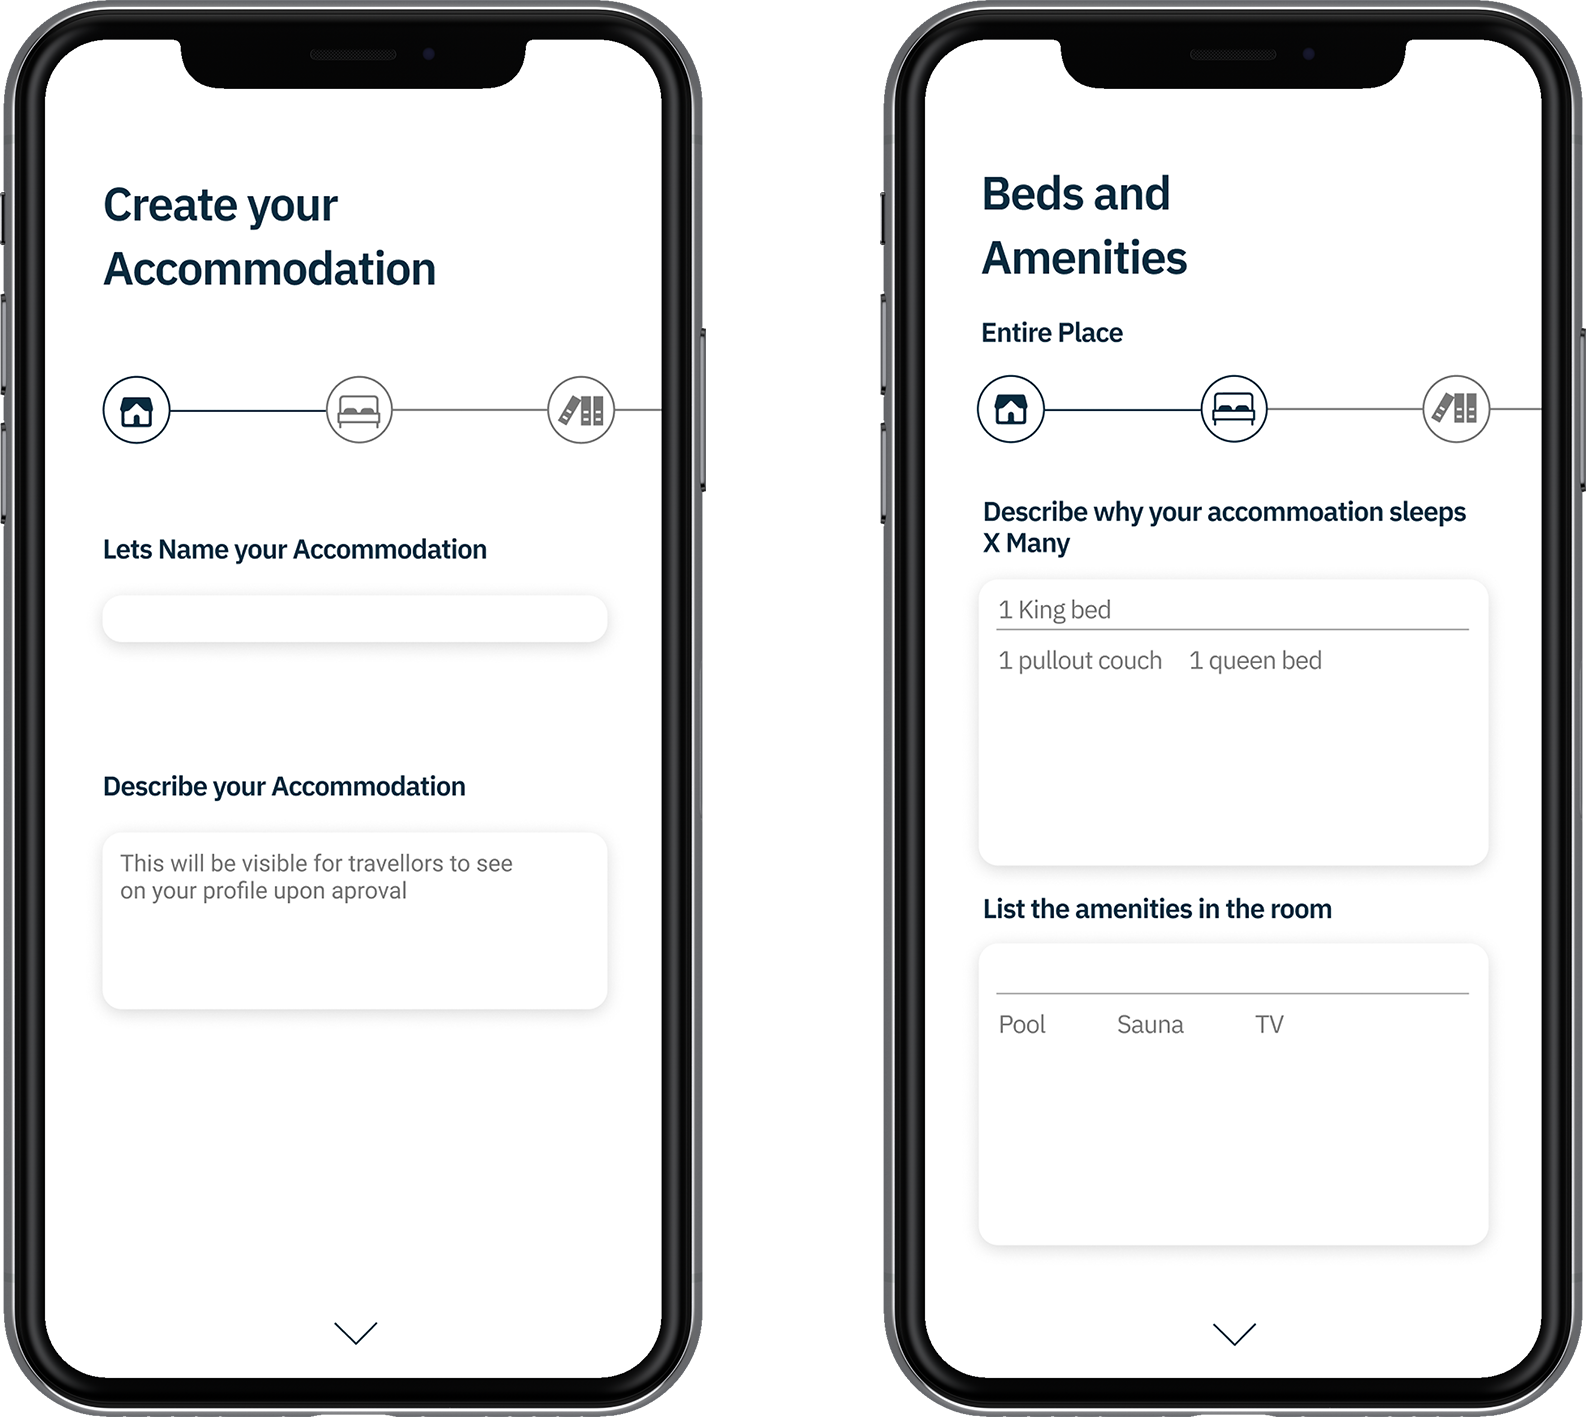 Create your
Accommodation
Lets Name your Accommodation
Describe your Accommodation
This will be visible for travellors to see
on your profile upon aproval
Beds and
Amenities
Entire Place
Describe why your accommoation sleeps
X Many
1 King bed
1 pullout couch 1 queen bed
List the amenities in the room
Pool Sauna TV